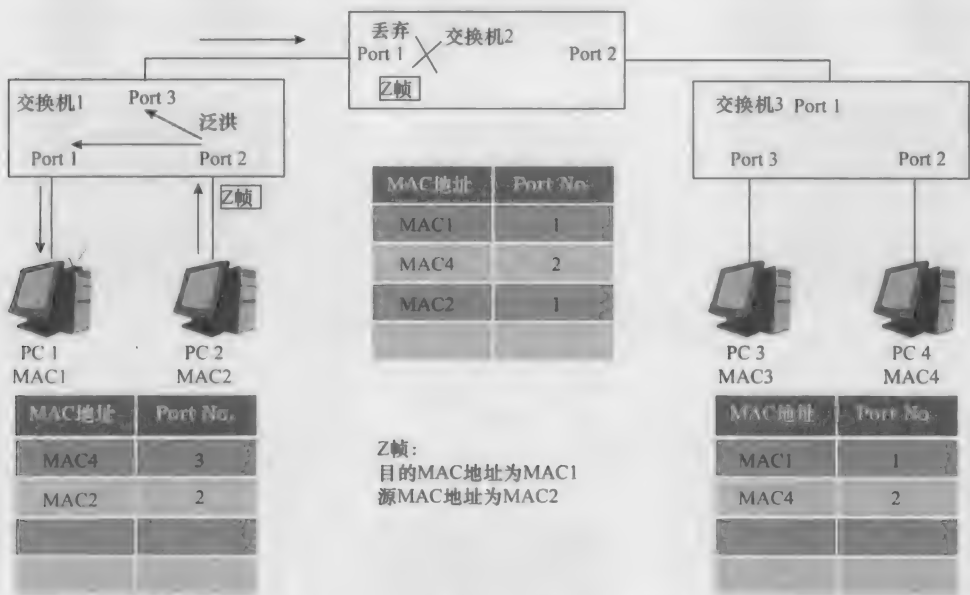 丢弃
Port 1
交换机2
Port 2
Z帧
交换机1
Port 3
泛洪
Port 1
Port 2
Z帧
交换机3 Port 1
Port 3
Port 2
MAC地址 Port No.
MAC1 1
MAC4 2
MAC2 1
PC 1
MAC1
PC 2
MAC2
PC 3
MAC3
PC 4
MAC4
MAC地址 Port No.
MAC4 3
MAC2 2
Z帧:
目的MAC地址为MAC1
源MAC地址为MAC2
MAC地址 Port No
MAC1 1
MAC4 2